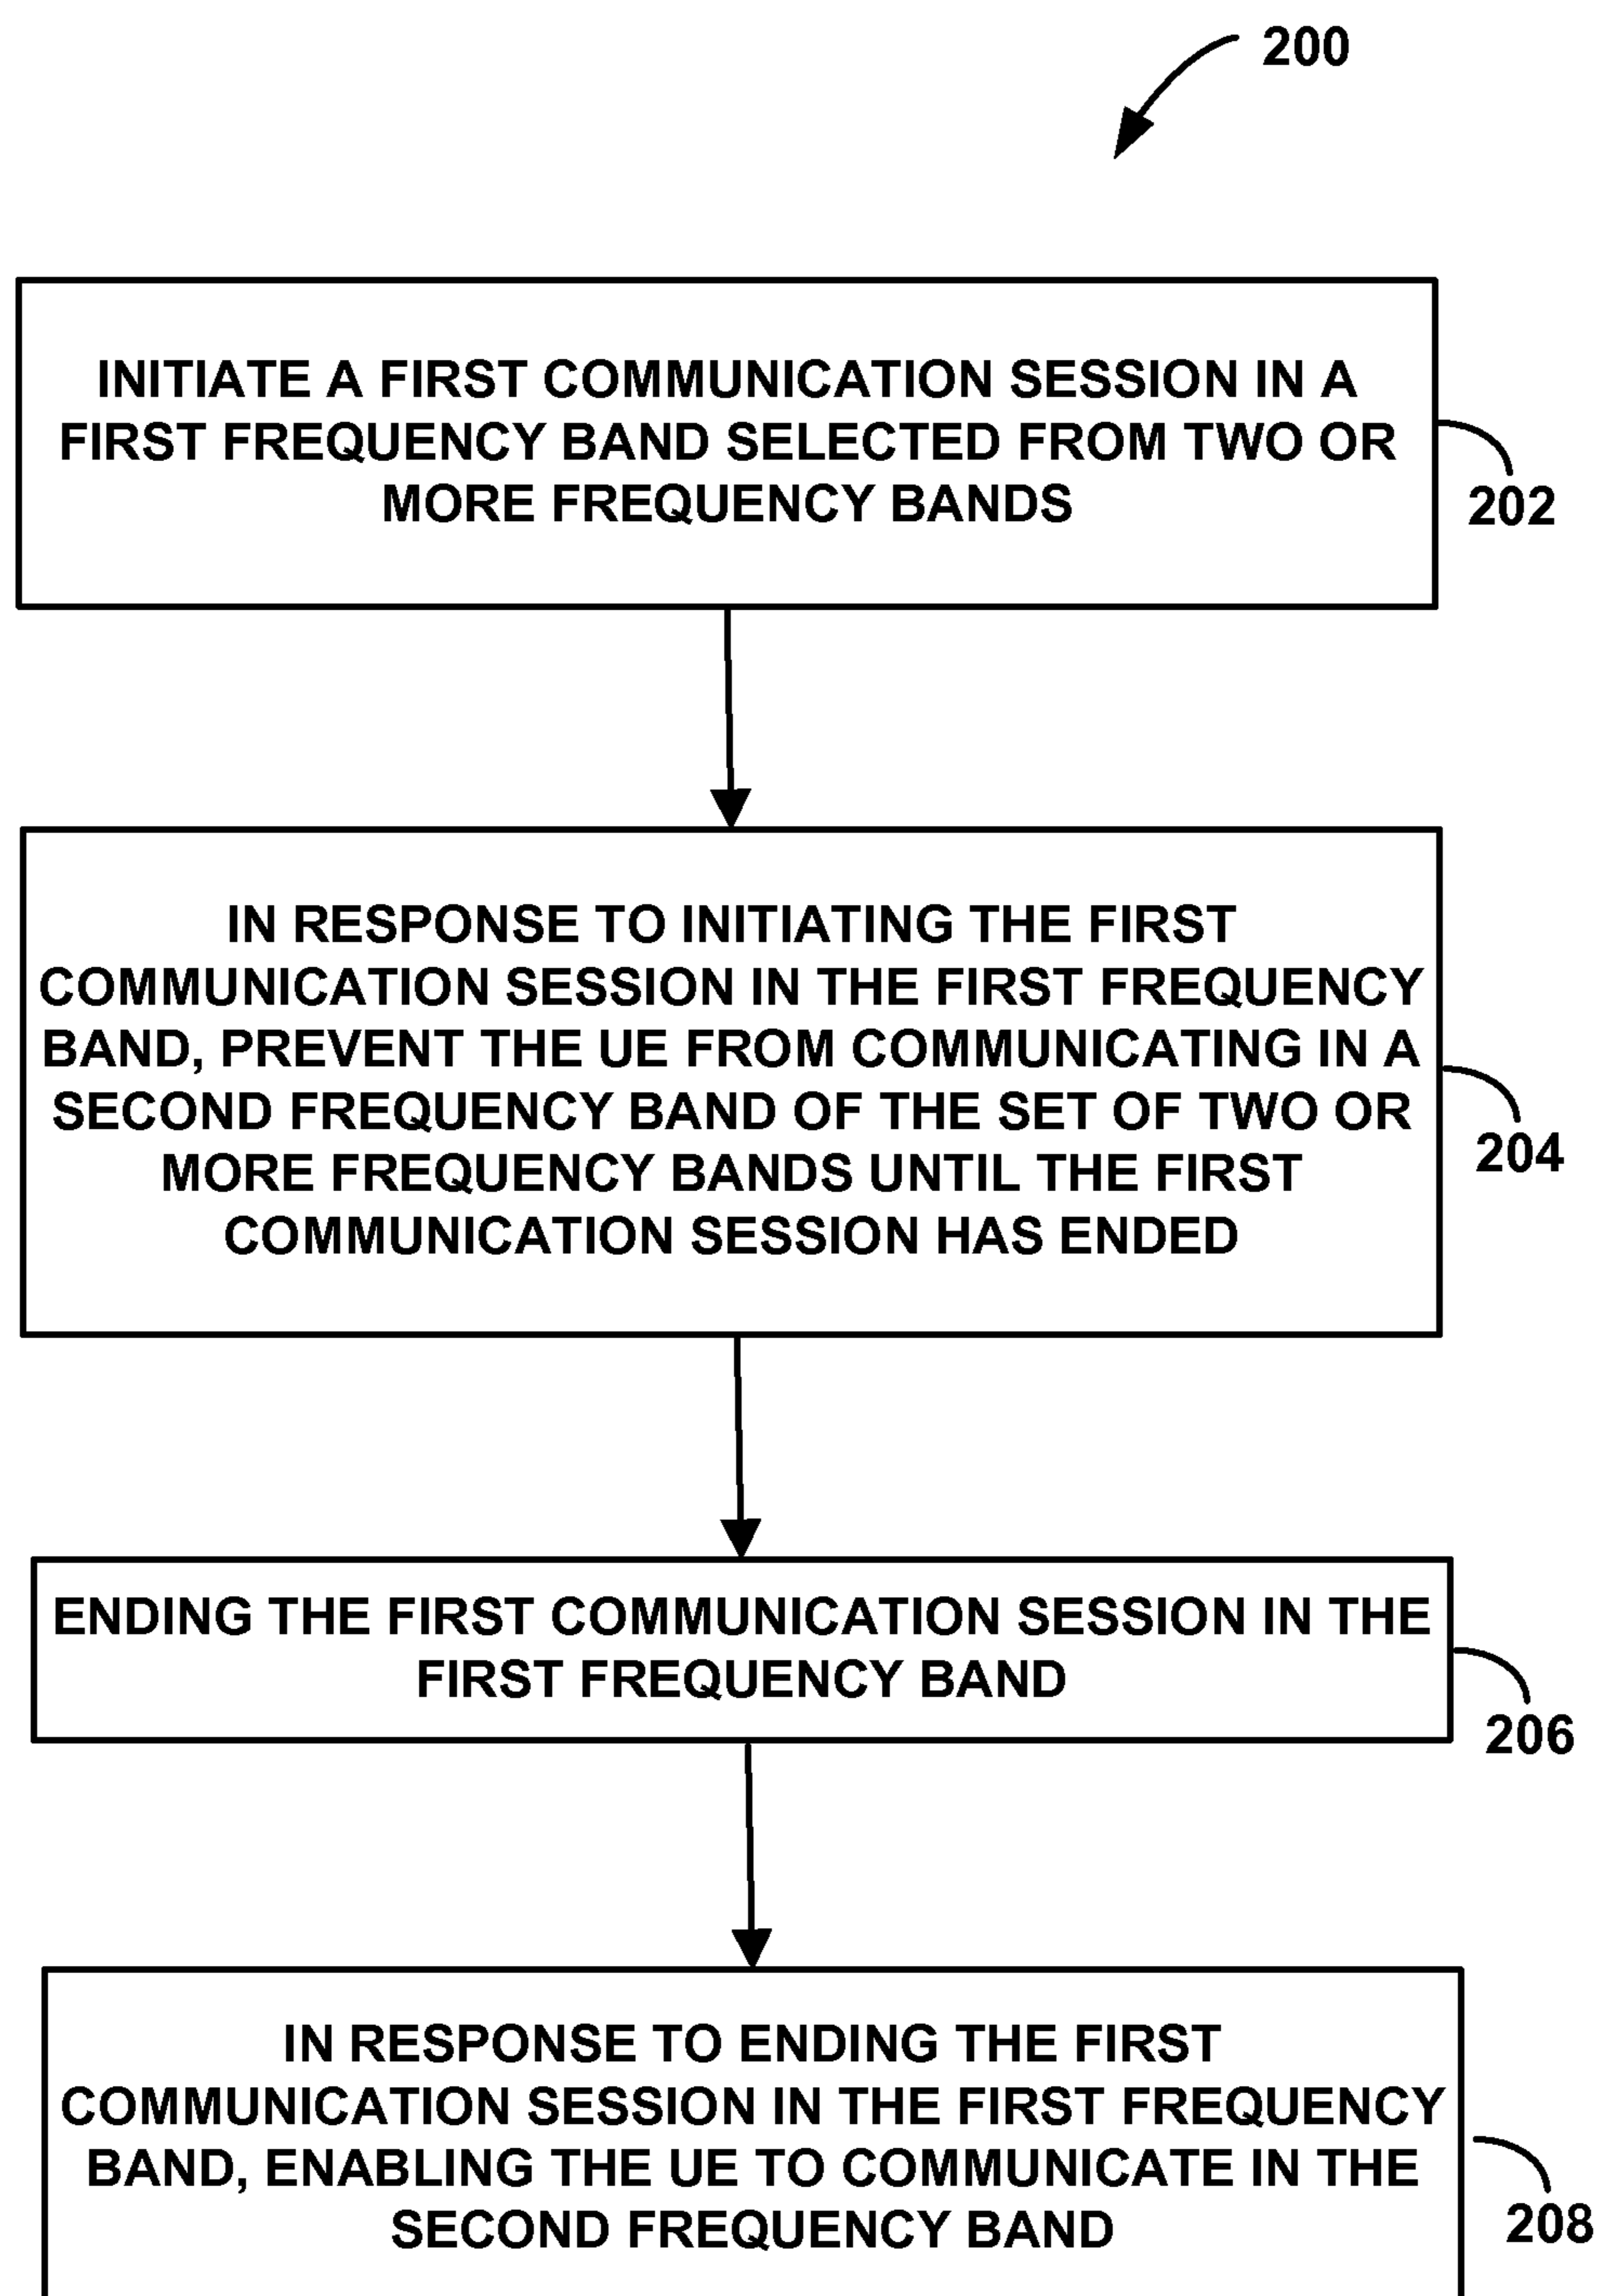 200
INITIATE A FIRST COMMUNICATION SESSION IN A
FIRST FREQUENCY BAND SELECTED FROM TWO OR
MORE FREQUENCY BANDS
202
IN RESPONSE TO INITIATING THE FIRST
COMMUNICATION SESSION IN THE FIRST FREQUENCY
BAND, PREVENT THE UE FROM COMMUNICATING IN A
SECOND FREQUENCY BAND OF THE SET OF TWO OR
MORE FREQUENCY BANDS UNTIL THE FIRST
COMMUNICATION SESSION HAS ENDED
204
ENDING THE FIRST COMMUNICATION SESSION IN THE
FIRST FREQUENCY BAND
206
IN RESPONSE TO ENDING THE FIRST
COMMUNICATION SESSION IN THE FIRST FREQUENCY
BAND, ENABLING THE UE TO COMMUNICATE IN THE
SECOND FREQUENCY BAND
208